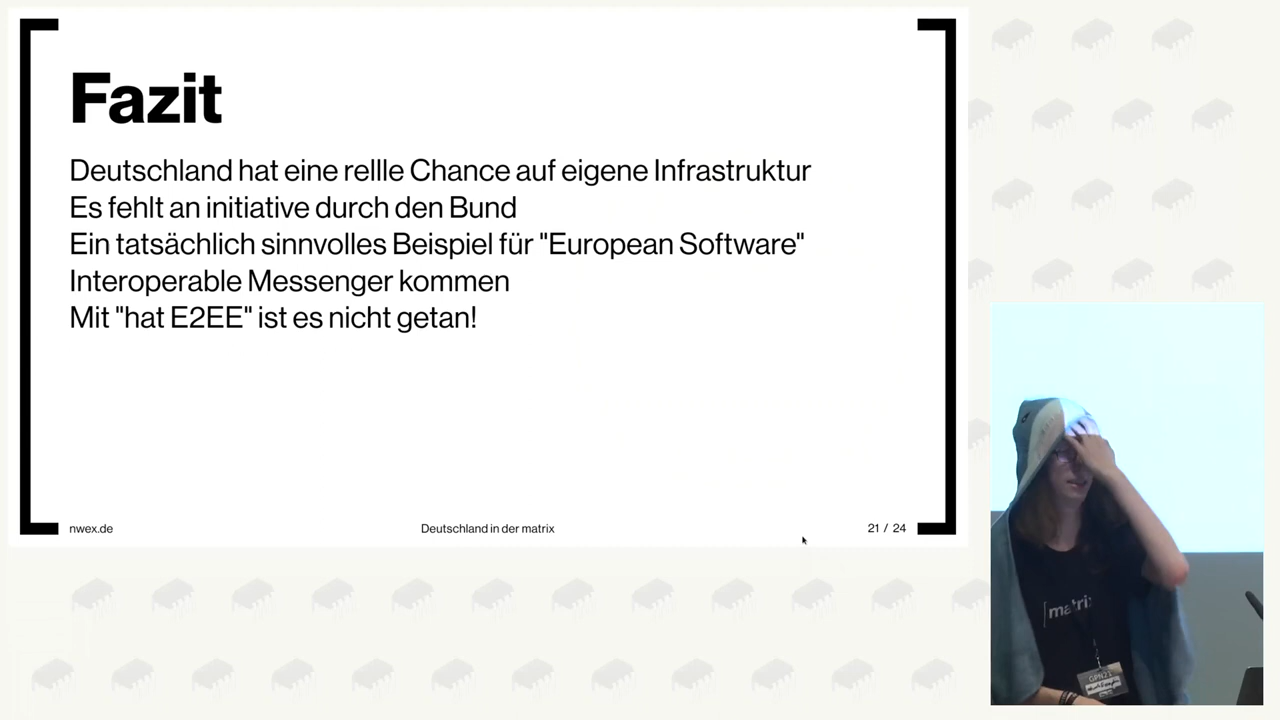 Fazit
Deutschland hat eine rellle Chance auf eigene Infrastruktur
Es fehlt an initiative durch den Bund
Ein tatsächlich sinnvolles Beispiel für "European Software"
Interoperable Messenger kommen
Mit "hat E2EE" ist es nicht getan!
nwex.de
Deutschland in der matrix
21 / 24
[matrix
GPN21